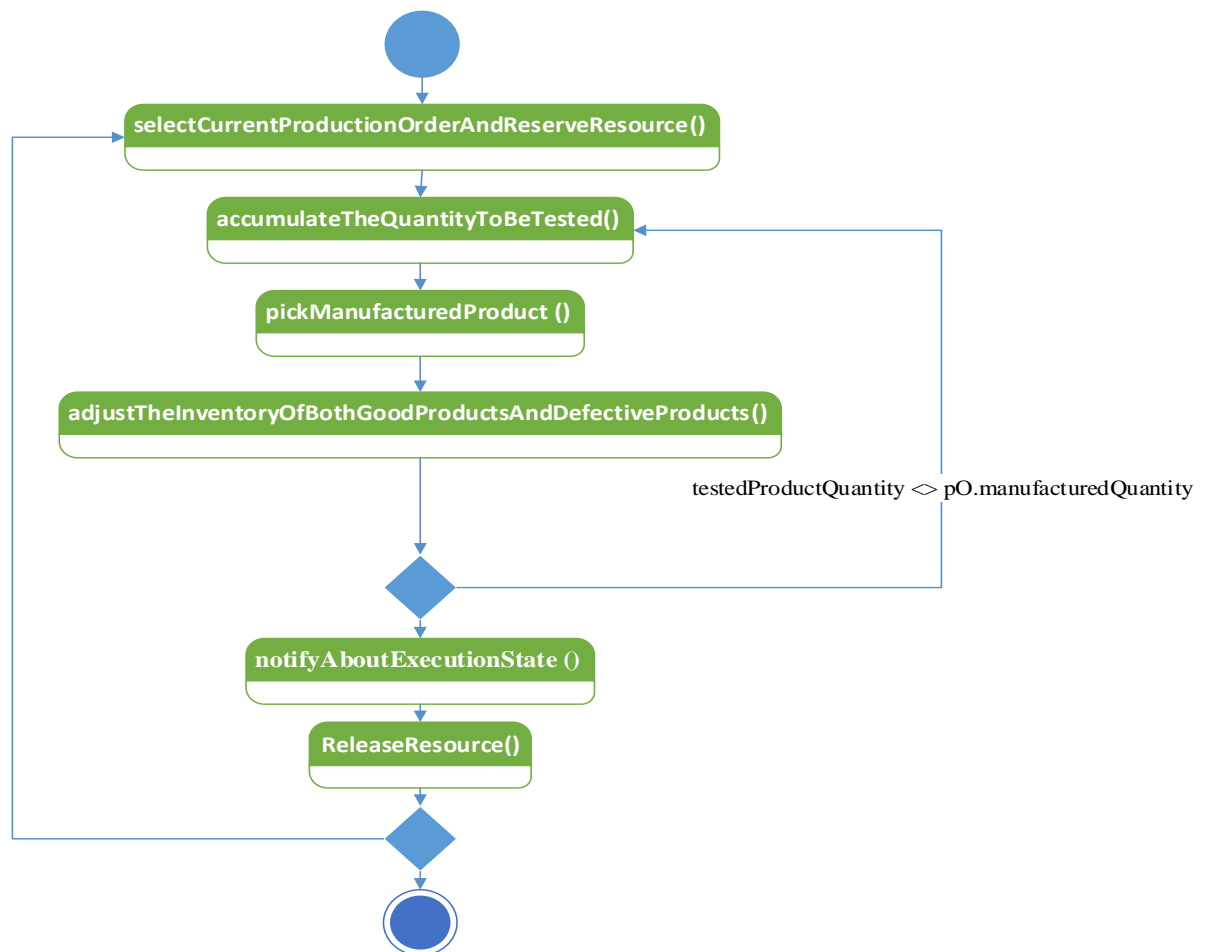 selectCurrentProductionOrderAndReserveResource()
accumulateTheQuantityToBeTested()
pickManufacturedProduct ()
adjustTheInventoryOfBothGoodProductsAndDefectiveProducts()
testedProductQuantity <> pO.manufacturedQuantity
notifyAboutExecutionState ()
ReleaseResource()